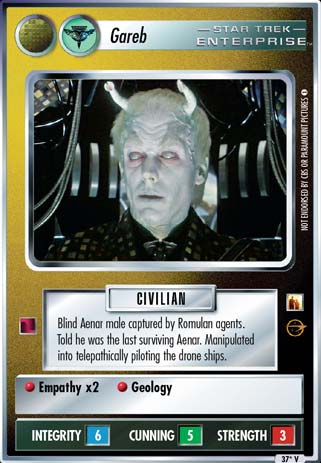 Gareb
STAR TREK
ENTERPRISE™
NOT ENDORSED BY CBS OR PARAMOUNT PICTURES
CIVILIAN
Blind Aenar male captured by Romulan agents.
Told he was the last surviving Aenar. Manipulated
into telepathically piloting the drone ships.
Empathy x2 Geology
INTEGRITY 6 CUNNING 5 STRENGTH 3
37* V